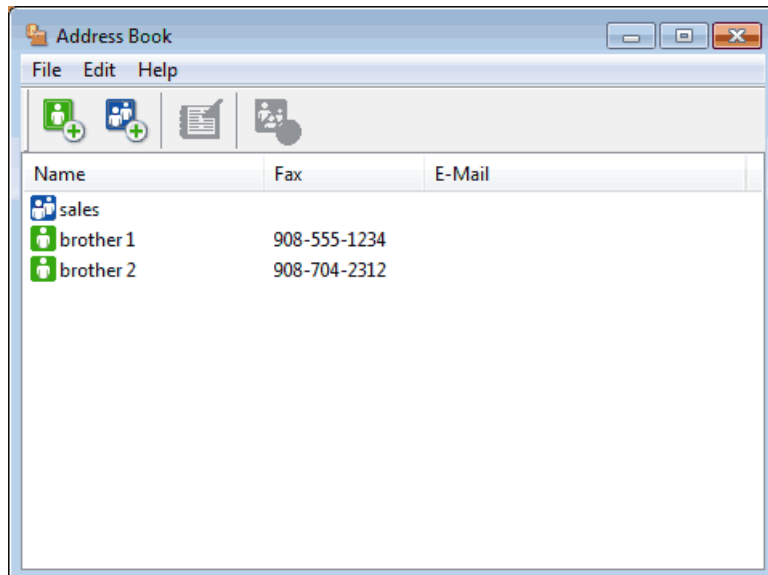 Address Book
File Edit Help
Name Fax E-Mail
sales
brother 1 908-555-1234
brother 2 908-704-2312